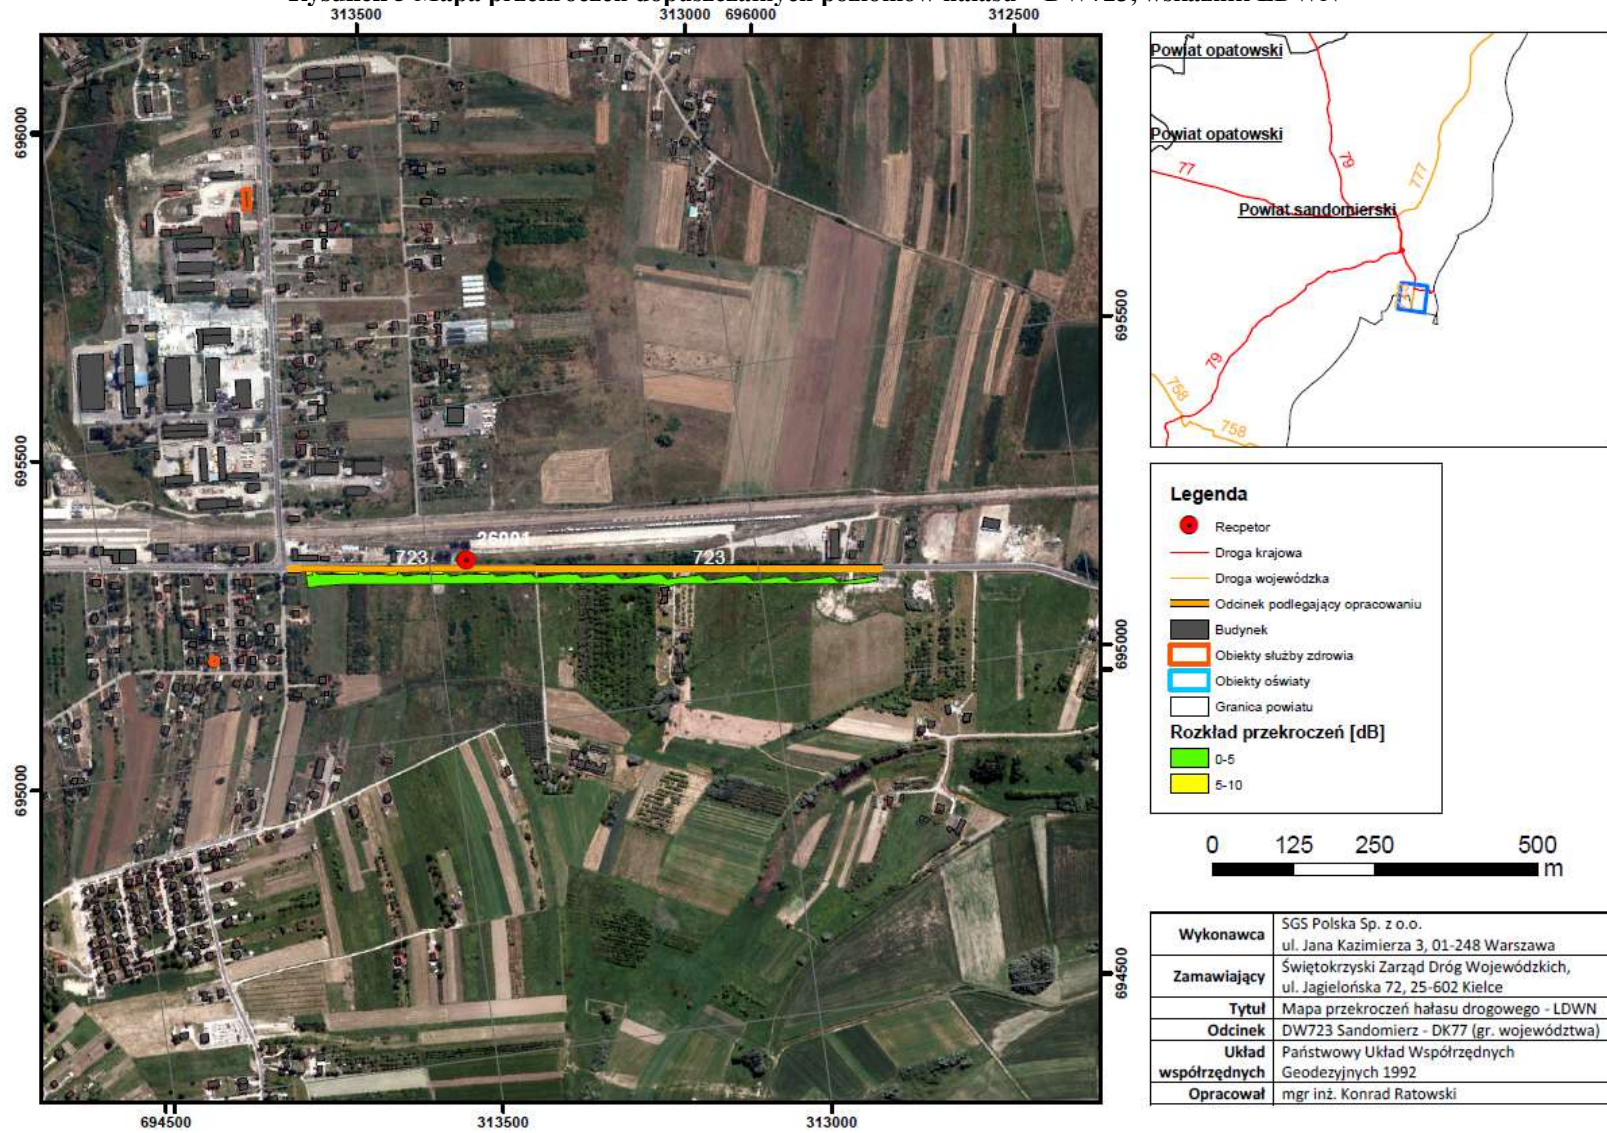 313500
313000 696000
312500
696000
695500
695500
695000
695000
694500
694500
313500
313000
26001
723
723
Powiat opatowski
Powiat opatowski
77
79
777
Powiat sandomierski
79
758
758
Legenda
Recpetor
Droga krajowa
Droga wojewódzka
Odcinek podlegający opracowaniu
Budynek
Obiekty służby zdrowia
Obiekty oświaty
Granica powiatu
Rozkład przekroczeń [dB]
0-5
5-10
0 125 250 500
m
Wykonawca SGS Polska Sp. z o.o.
ul. Jana Kazimierza 3, 01-248 Warszawa
Zamawiający Świętokrzyski Zarząd Dróg Wojewódzkich,
ul. Jagielońska 72, 25-602 Kielce
Tytuł Mapa przekroczeń hałasu drogowego - LDWN
Odcinek DW723 Sandomierz - DK77 (gr. województwa)
Układ Państwowy Układ Współrzędnych
współrzędnych Geodezyjnych 1992
Opracował mgr inż. Konrad Ratowski